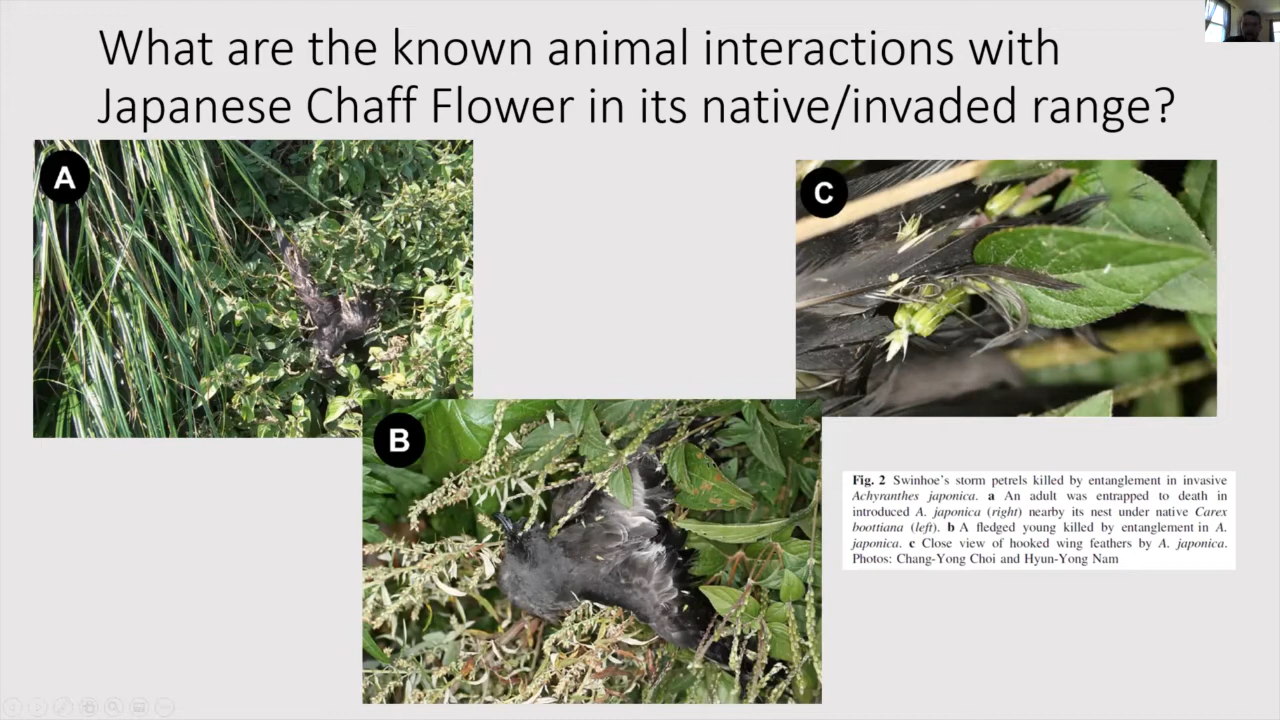 What are the known animal interactions with
Japanese Chaff Flower in its native/invaded range?
A
C
B
Fig. 2 Swinhoe's storm petrels killed by entanglement in invasive
Achyranthes japonica. a An adult was entrapped to death in
introduced A. japonica (right) nearby its nest under native Carex
boottiana (left). b A fledged young killed by entanglement in A.
japonica. c Close view of hooked wing feathers by A. japonica.
Photos: Chang-Yong Choi and Hyun-Yong Nam